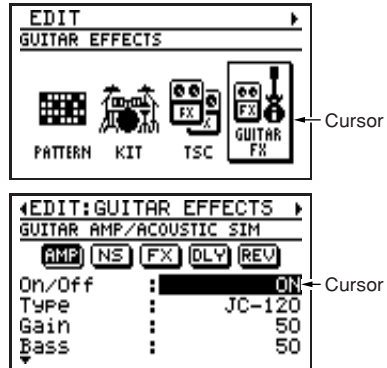 EDIT
GUITAR EFFECTS
FX
FX
X
GUITAR
PATTERN KIT TSC FX
Cursor
EDIT:GUITAR EFFECTS
GUITAR AMP/ACOUSTIC SIM
AMP NS FX DLY REV
On/Off : ON
Cursor
Type : JC-120
Gain : 50
Bass : 50